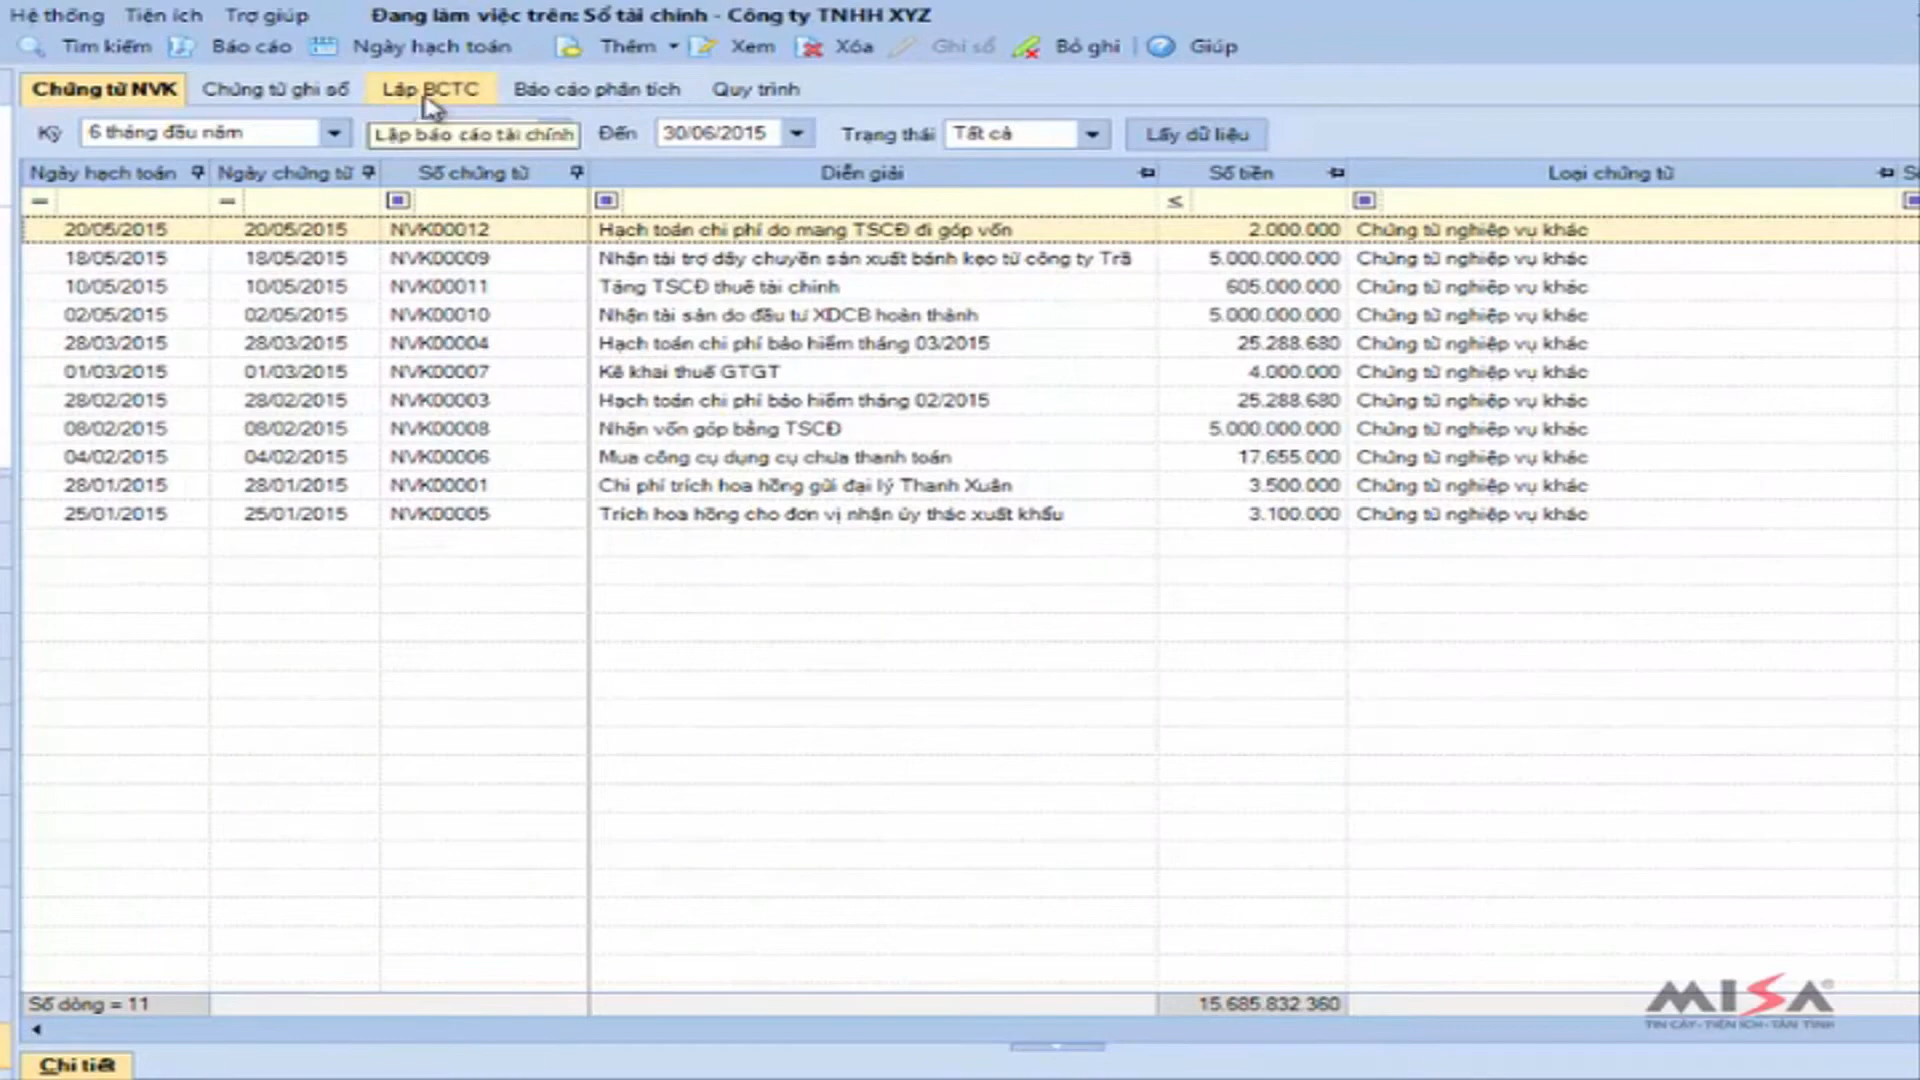 Hệ thống Tiện ích Trợ giúp Đang làm việc trên: Sổ tài chính - Công ty TNHH XYZ
Tìm kiếm Báo cáo Ngày hạch toán Thêm Xem Xóa Ghi sổ Bỏ ghi Giúp
Chứng từ NVK Chứng từ ghi sổ Lập BCTC Báo cáo phân tích Quy trình
Kỳ 6 tháng đầu năm Lập báo cáo tài chính Đến 30/06/2015 Trạng thái Tất cả Lấy dữ liệu
Ngày hạch toán Ngày chứng từ Số chứng từ Diễn giải Số tiền Loại chứng từ
= = ≤
20/05/2015 20/05/2015 NVK00012 Hạch toán chi phí do mang TSCĐ đi góp vốn 2.000.000 Chứng từ nghiệp vụ khác
18/05/2015 18/05/2015 NVK00009 Nhận tài trợ dây chuyền sản xuất bánh kẹo từ công ty Trà 5.000.000.000 Chứng từ nghiệp vụ khác
10/05/2015 10/05/2015 NVK00011 Tăng TSCĐ thuê tài chính 605.000.000 Chứng từ nghiệp vụ khác
02/05/2015 02/05/2015 NVK00010 Nhận tài sản do đầu tư XDCB hoàn thành 5.000.000.000 Chứng từ nghiệp vụ khác
28/03/2015 28/03/2015 NVK00004 Hạch toán chi phí bảo hiểm tháng 03/2015 25.288.680 Chứng từ nghiệp vụ khác
01/03/2015 01/03/2015 NVK00007 Kê khai thuế GTGT 4.000.000 Chứng từ nghiệp vụ khác
28/02/2015 28/02/2015 NVK00003 Hạch toán chi phí bảo hiểm tháng 02/2015 25.288.680 Chứng từ nghiệp vụ khác
08/02/2015 08/02/2015 NVK00008 Nhận vốn góp bằng TSCĐ 5.000.000.000 Chứng từ nghiệp vụ khác
04/02/2015 04/02/2015 NVK00006 Mua công cụ dụng cụ chưa thanh toán 17.655.000 Chứng từ nghiệp vụ khác
28/01/2015 28/01/2015 NVK00001 Chi phí trích hoa hồng gửi đại lý Thanh Xuân 3.500.000 Chứng từ nghiệp vụ khác
25/01/2015 25/01/2015 NVK00005 Trích hoa hồng cho đơn vị nhận ủy thác xuất khẩu 3.100.000 Chứng từ nghiệp vụ khác
Số dòng = 11 15.685.832.360
MISA®
TIN CẬY - TIỆN ÍCH - TẬN TÌNH
Chi tiết